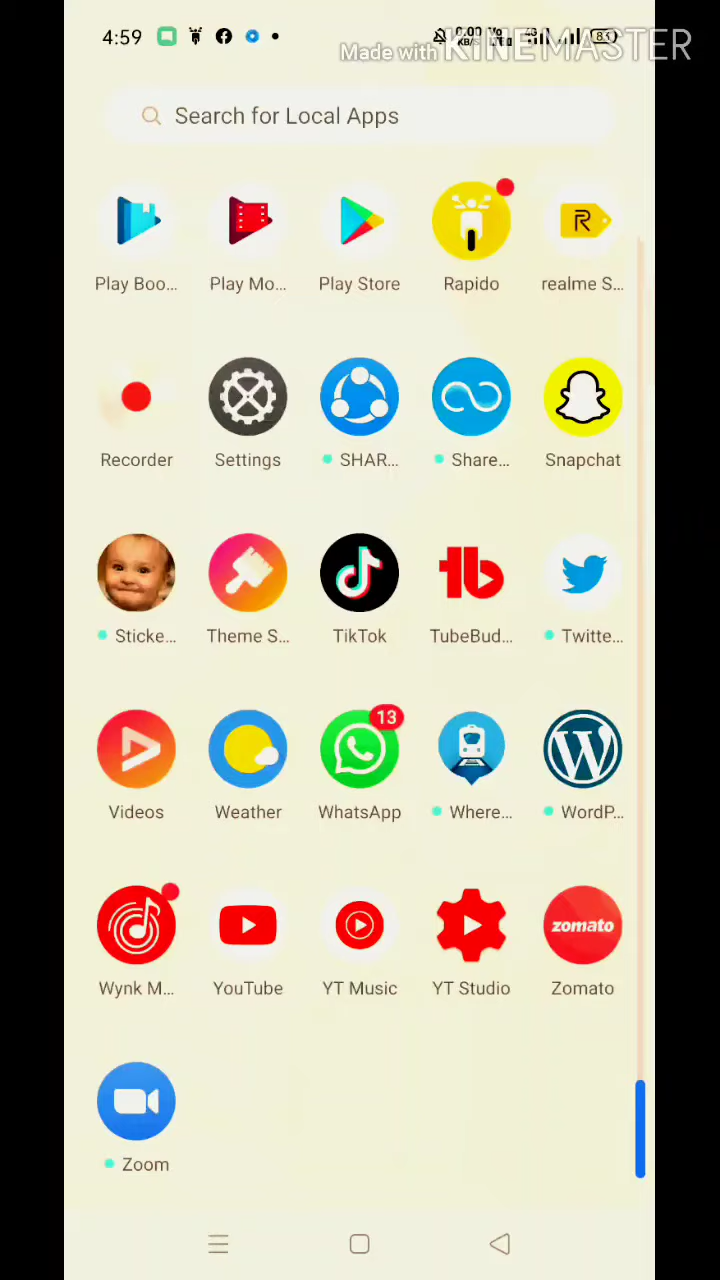 4:59
Made with KINEMASTER
Search for Local Apps
Play Boo... Play Mo... Play Store Rapido realme S...
Recorder Settings SHAR... Share... Snapchat
Sticke... Theme S... TikTok TubeBud... Twitte...
13
Videos Weather WhatsApp Where... WordP...
zomato
Wynk M... YouTube YT Music YT Studio Zomato
Zoom